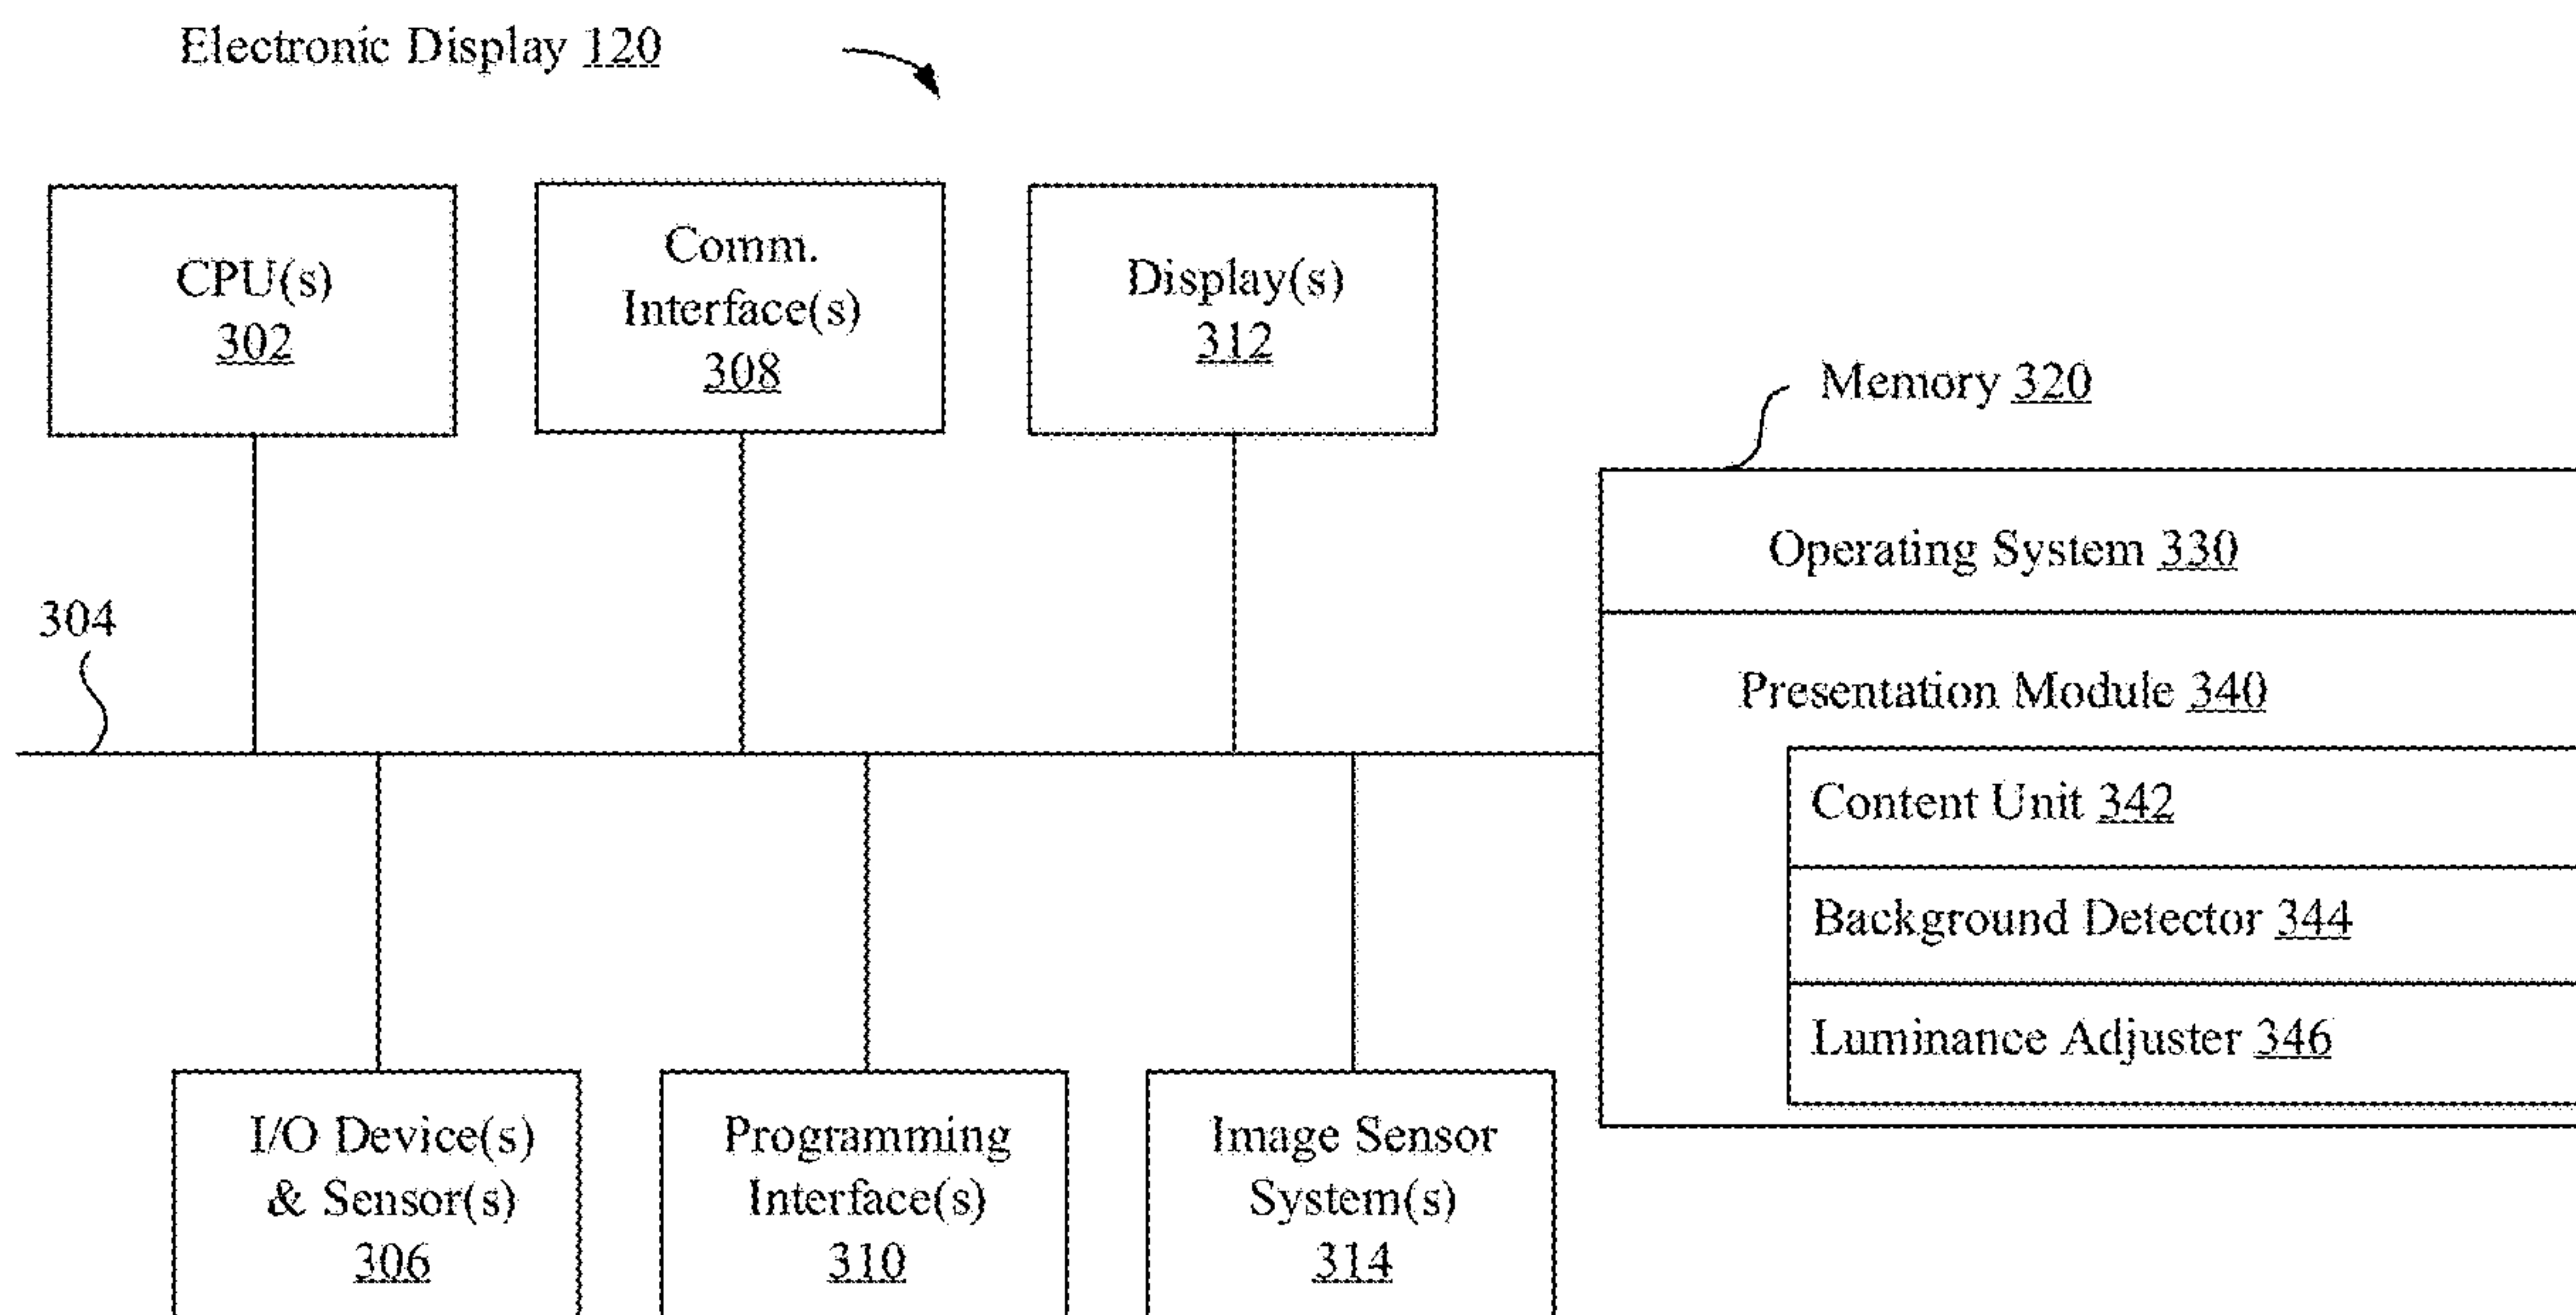 Electronic Display 120
CPU(s)
302
Comm.
Interface(s)
308
Display(s)
312
Memory 320
Operating System 330
304
Presentation Module 340
Content Unit 342
Background Detector 344
Luminance Adjuster 346
I/O Device(s)
& Sensor(s)
306
Programming
Interface(s)
310
Image Sensor
System(s)
314